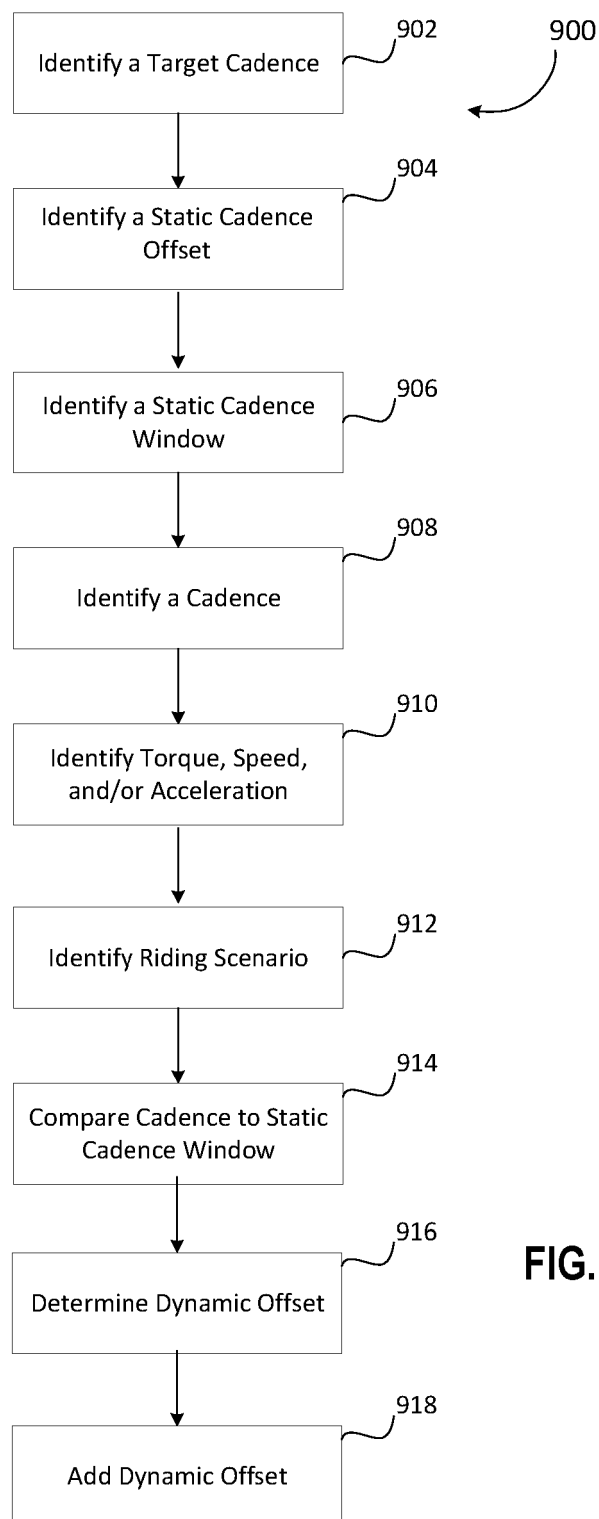 Identify a Target Cadence
902
900
904
Identify a Static Cadence
Offset
906
Identify a Static Cadence
Window
908
Identify a Cadence
910
Identify Torque, Speed,
and/or Acceleration
912
Identify Riding Scenario
914
Compare Cadence to Static
Cadence Window
916
Determine Dynamic Offset
FIG.
918
Add Dynamic Offset